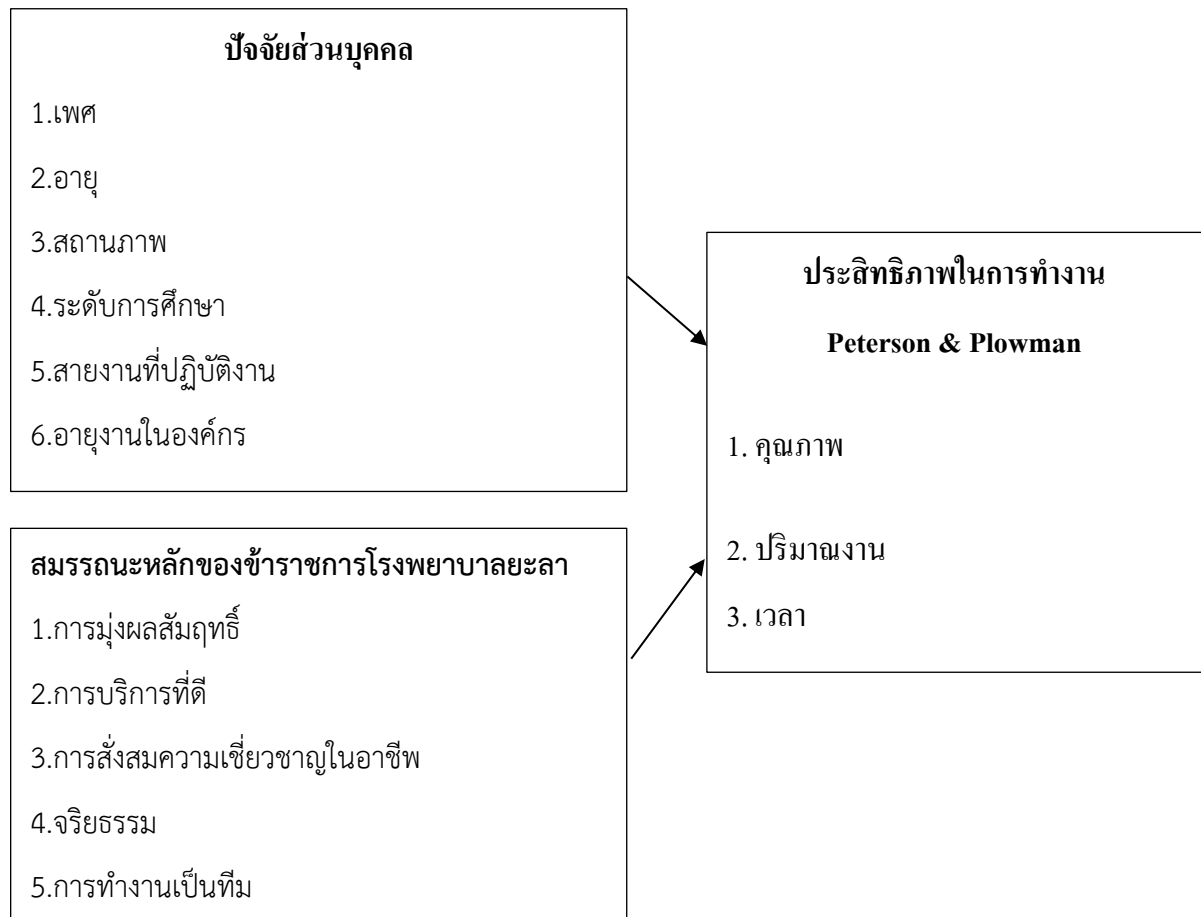 ปัจจัยส่วนบุคคล
1.เพศ
2.อายุ
3.สถานภาพ
4.ระดับการศึกษา
5.สายงานที่ปฏิบัติงาน
6.อายุงานในองค์กร
สมรรถนะหลักของข้าราชการโรงพยาบาลยะลา
1.การมุ่งผลสัมฤทธิ์
2.การบริการที่ดี
3.การสั่งสมความเชี่ยวชาญในอาชีพ
4.จริยธรรม
5.การทำงานเป็นทีม
ประสิทธิภาพในการทำงาน
Peterson & Plowman
1. คุณภาพ
2. ปริมาณงาน
3. เวลา